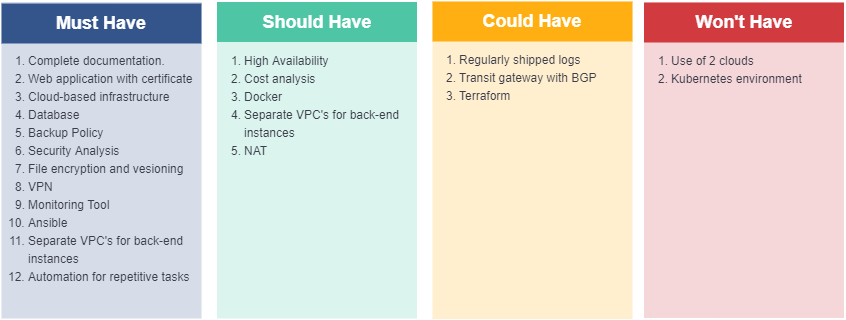 Must Have
1. Complete documentation.
2. Web application with certificate
3. Cloud-based infrastructure
4. Database
5. Backup Policy
6. Security Analysis
7. File encryption and vesioning
8. VPN
9. Monitoring Tool
10. Ansible
11. Separate VPC's for back-end
instances
12. Automation for repetitive tasks
Should Have
1. High Availability
2. Cost analysis
3. Docker
4. Separate VPC's for back-end
instances
5. NAT
Could Have
1. Regularly shipped logs
2. Transit gateway with BGP
3. Terraform
Won't Have
1. Use of 2 clouds
2. Kubernetes environment